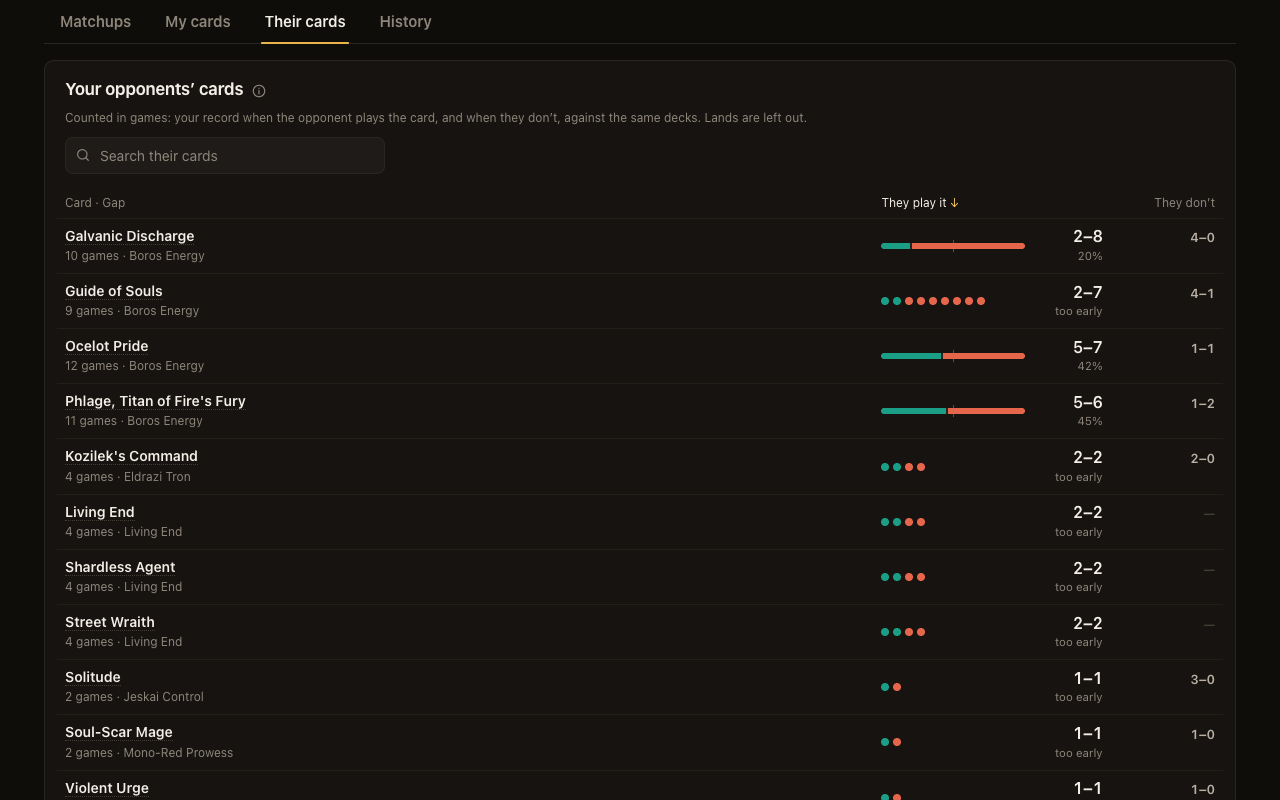 Matchups My cards Their cards History
Your opponents’ cards
Counted in games: your record when the opponent plays the card, and when they don’t, against the same decks. Lands are left out.
Search their cards
Card · Gap They play it ↓ They don’t
Galvanic Discharge 2–8 4–0
10 games · Boros Energy 20%
Guide of Souls 2–7 4–1
9 games · Boros Energy too early
Ocelot Pride 5–7 1–1
12 games · Boros Energy 42%
Phlage, Titan of Fire's Fury 5–6 1–2
11 games · Boros Energy 45%
Kozilek's Command 2–2 2–0
4 games · Eldrazi Tron too early
Living End 2–2 —
4 games · Living End too early
Shardless Agent 2–2 —
4 games · Living End too early
Street Wraith 2–2 —
4 games · Living End too early
Solitude 1–1 3–0
2 games · Jeskai Control too early
Soul-Scar Mage 1–1 1–0
2 games · Mono-Red Prowess too early
Violent Urge 1–1 1–0